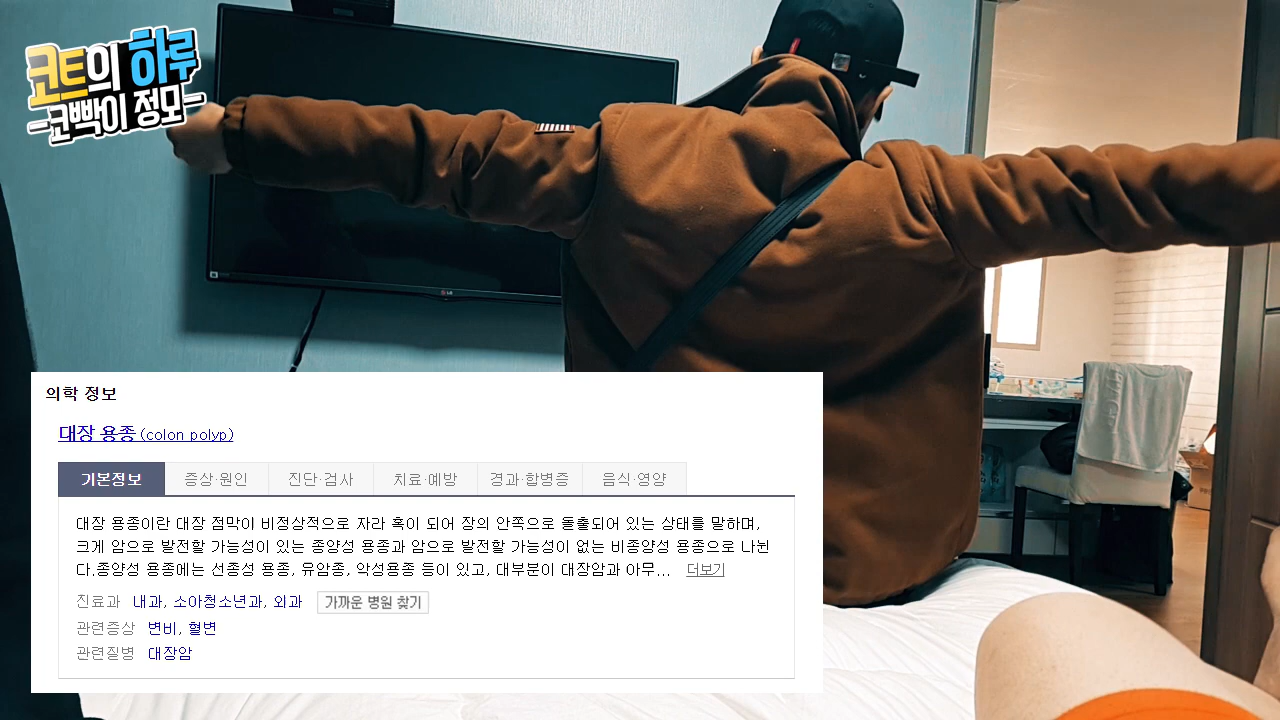 코트의 하루
-코빡이 정모-
LG
의학 정보
대장 용종 (colon polyp)
기본정보 증상·원인 진단·검사 치료·예방 경과·합병증 음식·영양
대장 용종이란 대장 점막이 비정상적으로 자라 혹이 되어 장의 안쪽으로 돌출되어 있는 상태를 말하며,
크게 암으로 발전할 가능성이 있는 종양성 용종과 암으로 발전할 가능성이 없는 비종양성 용종으로 나뉜
다.종양성 용종에는 선종성 용종, 유암종, 악성용종 등이 있고, 대부분이 대장암과 아무... 더보기
진료과 내과, 소아청소년과, 외과 가까운 병원 찾기
관련증상 변비, 혈변
관련질병 대장암